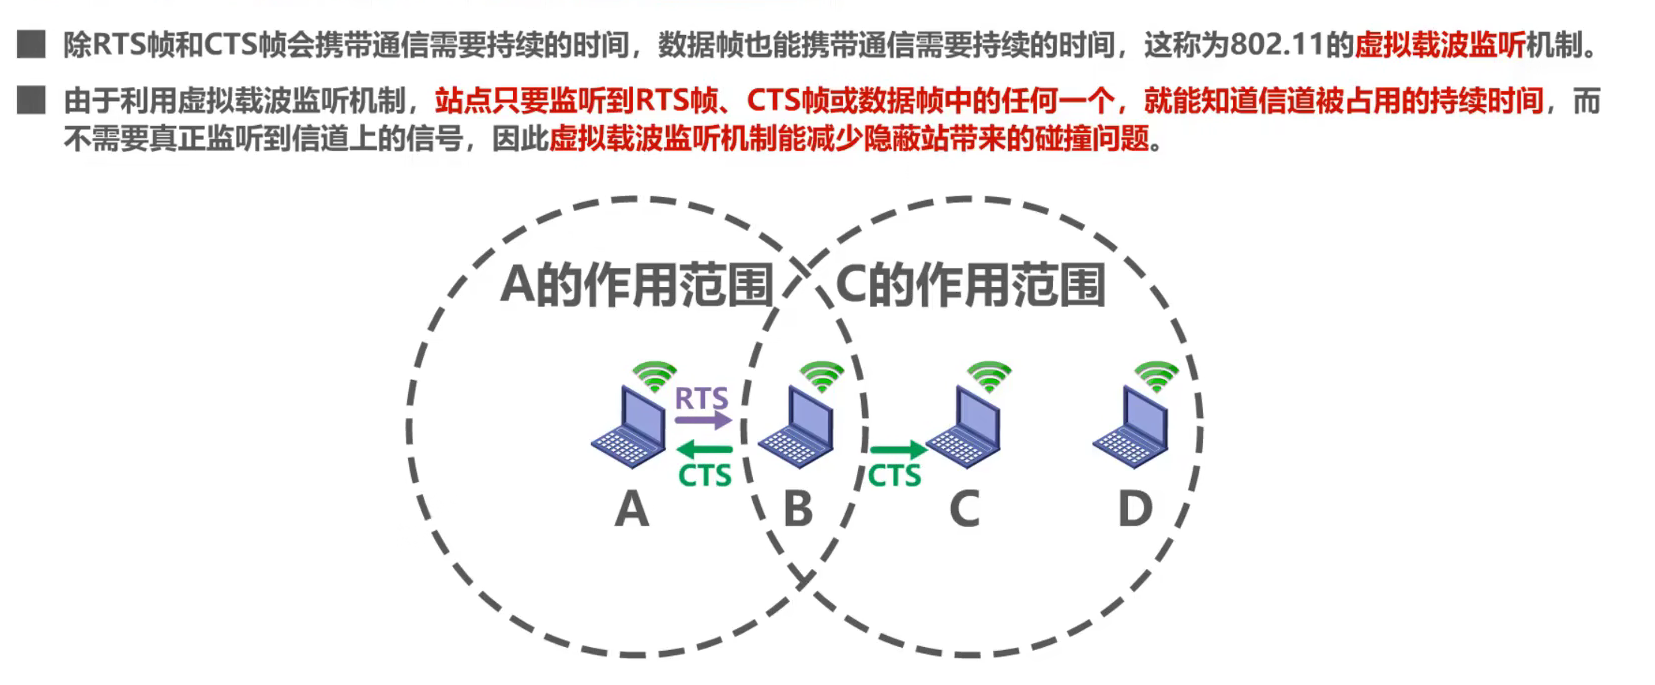 除RTS帧和CTS帧会携带通信需要持续的时间，数据帧也能携带通信需要持续的时间，这称为802.11的虚拟载波监听机制。
由于利用虚拟载波监听机制，站点只要监听到RTS帧、CTS帧或数据帧中的任何一个，就能知道信道被占用的持续时间，而
不需要真正监听到信道上的信号，因此虚拟载波监听机制能减少隐蔽站带来的碰撞问题。
A的作用范围 C的作用范围
RTS
CTS CTS
A B C D